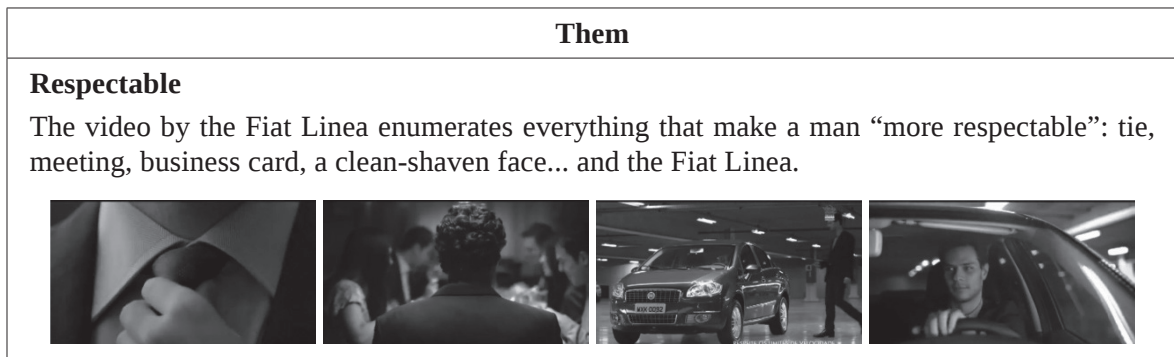 Them
Respectable
The video by the Fiat Linea enumerates everything that make a man “more respectable”: tie,
meeting, business card, a clean-shaven face... and the Fiat Linea.